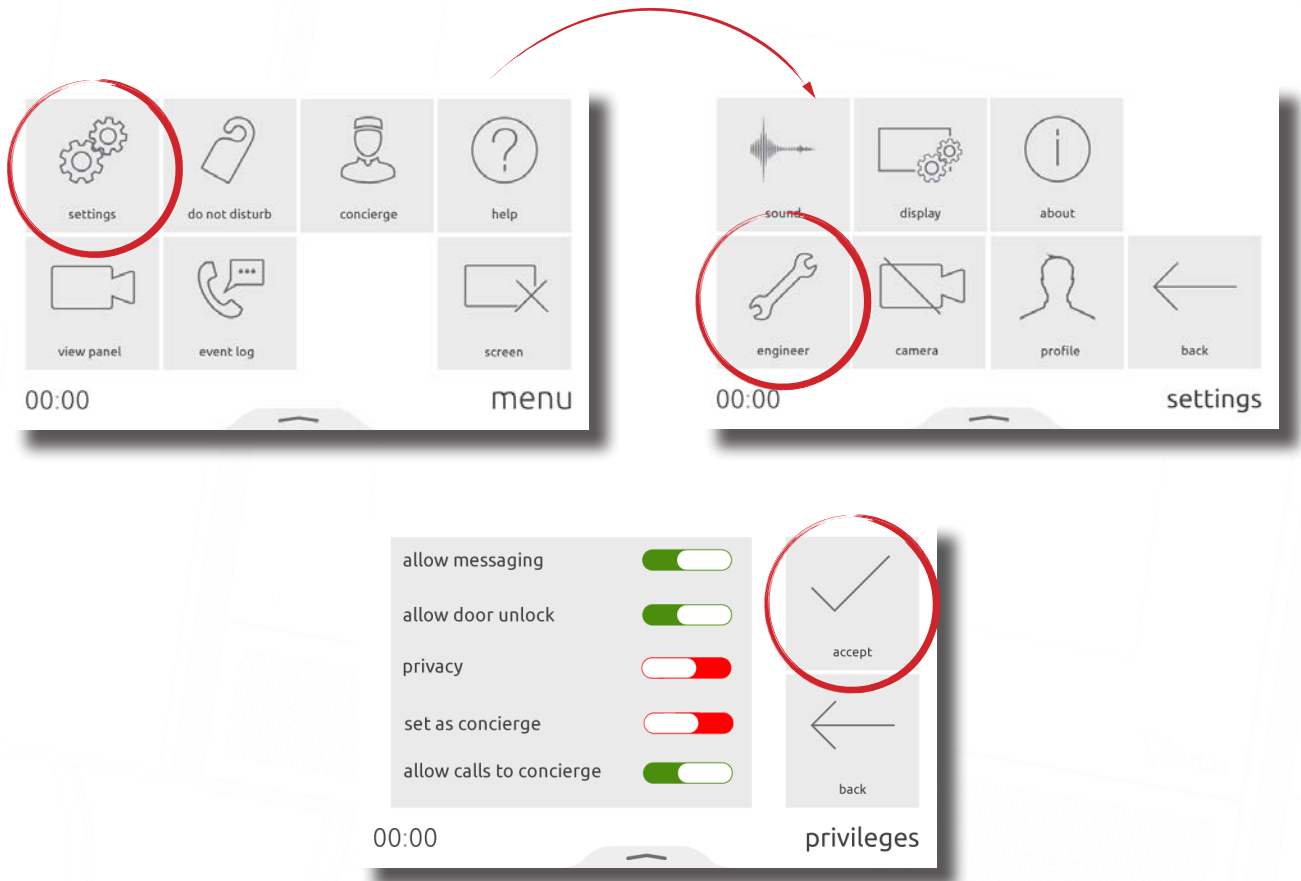 settings
do not disturb
concierge
help
view panel
event log
screen
00:00
menu
sound
display
about
engineer
camera
profile
back
00:00
settings
allow messaging
allow door unlock
privacy
set as concierge
allow calls to concierge
accept
back
00:00
privileges